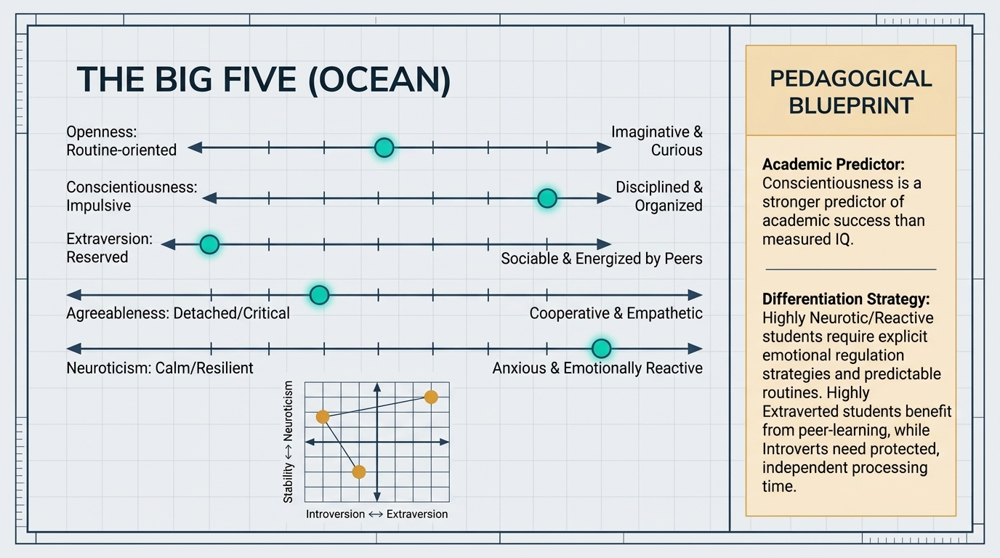 THE BIG FIVE (OCEAN)
Openness:
Routine-oriented
Imaginative &
Curious
Conscientiousness:
Impulsive
Disciplined &
Organized
Extraversion:
Reserved
Sociable & Energized by Peers
Agreeableness: Detached/Critical
Cooperative & Empathetic
Neuroticism: Calm/Resilient
Anxious & Emotionally Reactive
Stability ↔ Neuroticism
Introversion ↔ Extraversion
PEDAGOGICAL
BLUEPRINT
Academic Predictor:
Conscientiousness is a
stronger predictor of
academic success than
measured IQ.
Differentiation Strategy:
Highly Neurotic/Reactive
students require explicit
emotional regulation
strategies and predictable
routines. Highly
Extraverted students benefit
from peer-learning, while
Introverts need protected,
independent processing
time.